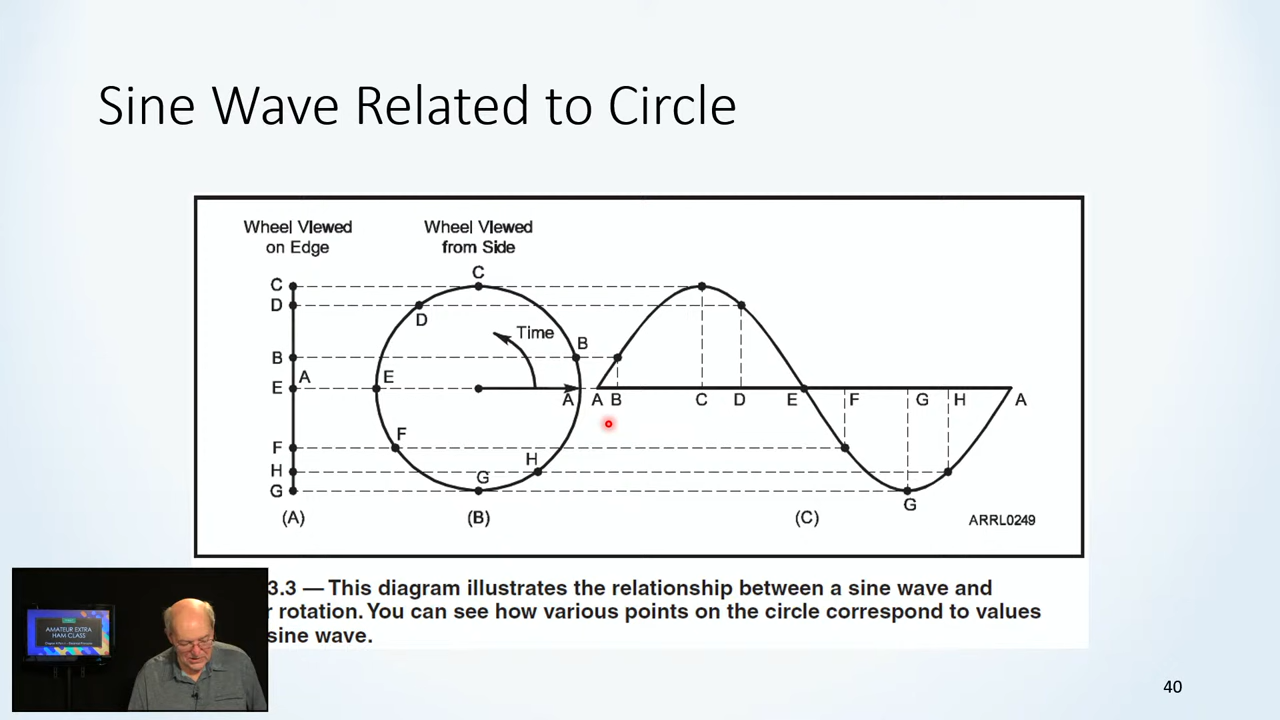 Sine Wave Related to Circle
Wheel Viewed
on Edge
Wheel Viewed
from Side
C
D
B
A
E
F
H
G
(A)
C
D
Time
B
E
A
F
H
G
(B)
A B C D E F G H A
G
(C)
ARRL0249
3.3 — This diagram illustrates the relationship between a sine wave and
r rotation. You can see how various points on the circle correspond to values
sine wave.
AMATEUR EXTRA
HAM CLASS
40